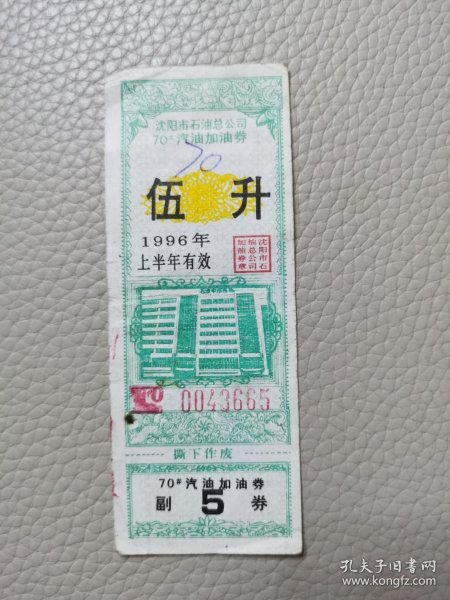 沈阳市石油总公司
70#汽油加油券
70
伍升
1996年
上半年有效
沈阳市石
油总公司
加油券章
No 0043665
撕下作废
70#汽油加油券
副 5 券
孔夫子旧书网
www.kongfz.com